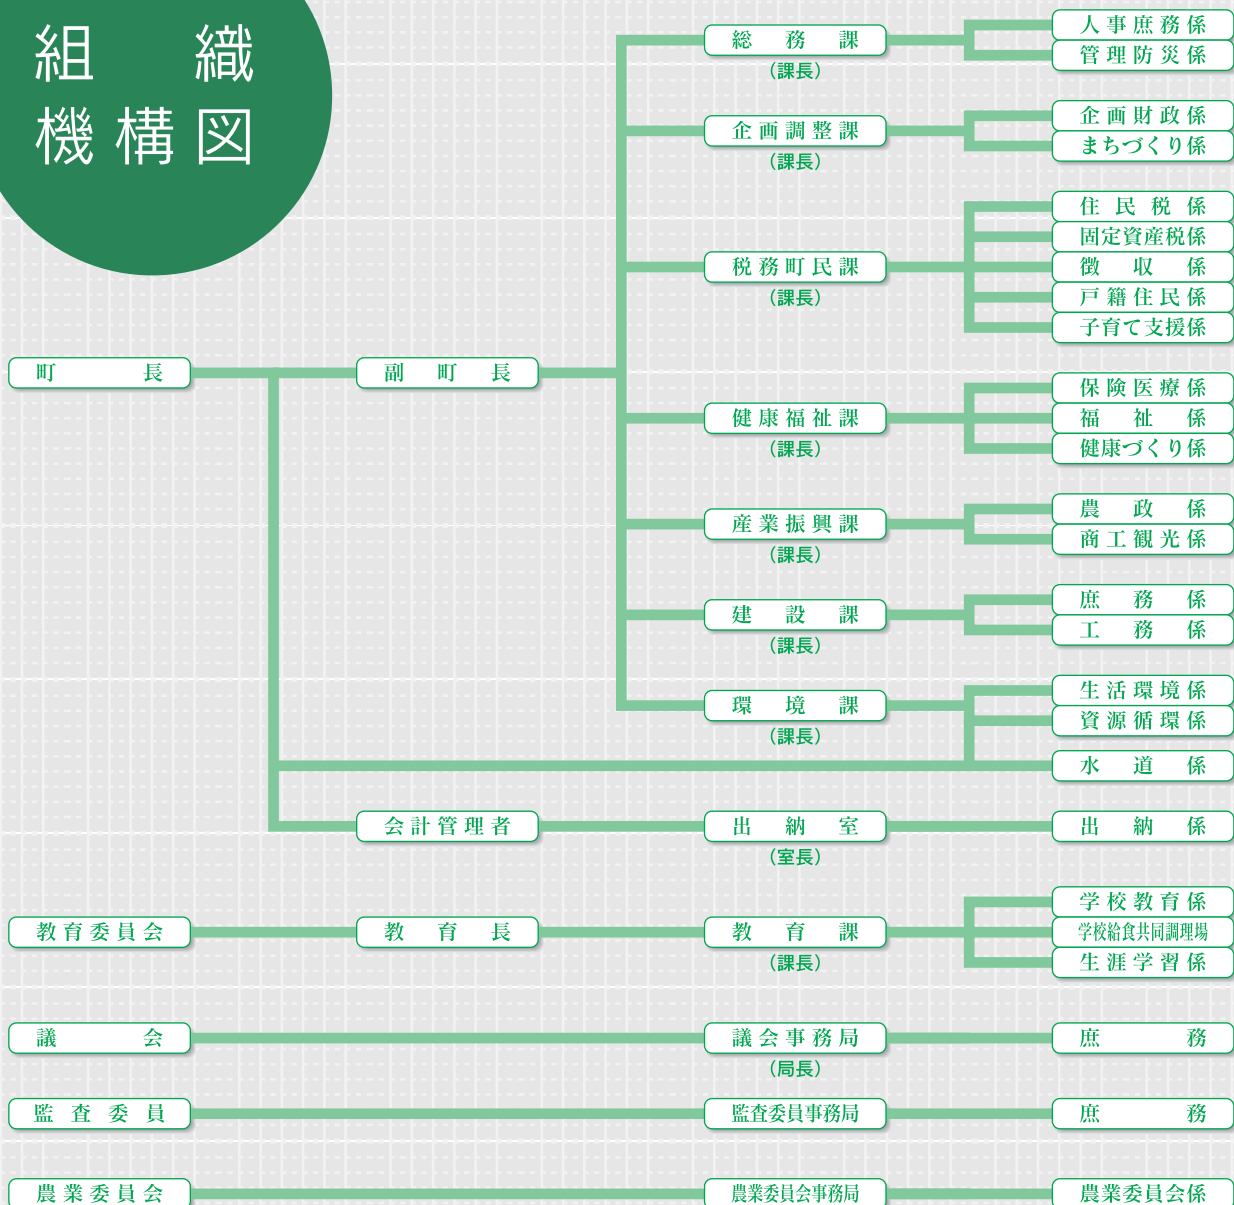 組織
機構図
町長
副町長
総務課
（課長）
人事庶務係
管理防災係
企画調整課
（課長）
企画財政係
まちづくり係
税務町民課
（課長）
住民税係
固定資産税係
徴収係
戸籍住民係
子育て支援係
健康福祉課
（課長）
保険医療係
福祉係
健康づくり係
産業振興課
（課長）
農政係
商工観光係
建設課
（課長）
庶務係
工務係
環境課
（課長）
生活環境係
資源循環係
水道係
会計管理者
出納室
（室長）
出納係
教育委員会
教育長
教育課
（課長）
学校教育係
学校給食共同調理場
生涯学習係
議会
議会事務局
（局長）
庶務
監査委員
監査委員事務局
庶務
農業委員会
農業委員会事務局
農業委員会係